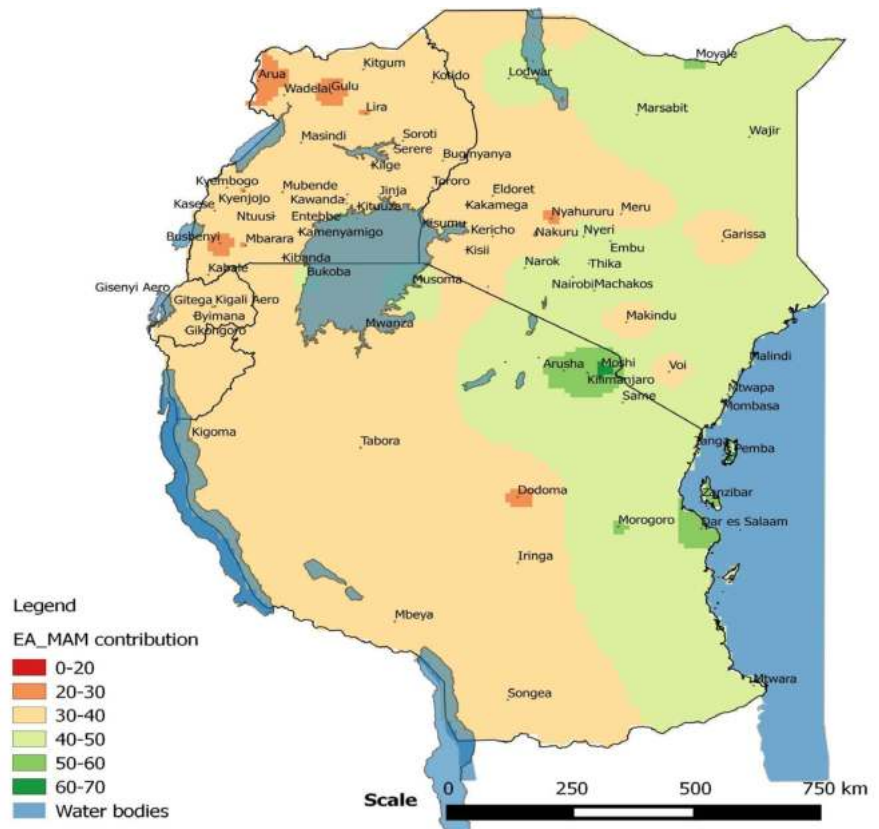 Moyale
Kitgum
Arua
Kotido
Lodwar
Wadelai
Gulu
Marsabit
Lira
Wajir
Masindi
Soroti
Serere
Buginyanya
Kilge
Kyembogo
Tororo
Kyenjojo
Mubende
Jinja
Eldoret
Kasese
Kawanda
Kituuza
Kakamega
Meru
Ntuusi
Entebbe
Nyahururu
Kamenyamigo
Kisumu
Kericho
Nakuru
Nyeri
Garissa
Busbenyi
Mbarara
Kisii
Embu
Kibanda
Narok
Thika
Kabale
Bukoba
Musoma
Nairobi
Machakos
Gisenyi Aero
Gitega
Kigali Aero
Byimana
Gikongoro
Mwanza
Makindu
Malindi
Arusha
Moshi
Voi
Kilimanjaro
Mtwapa
Same
Mombasa
Kigoma
Tabora
Tanga
Pemba
Dodoma
Zanzibar
Morogoro
Dar es Salaam
Iringa
Mbeya
Mtwara
Songea
Legend
EA_MAM contribution
0-20
20-30
30-40
40-50
50-60
60-70
Water bodies
Scale
0
250
500
750 km